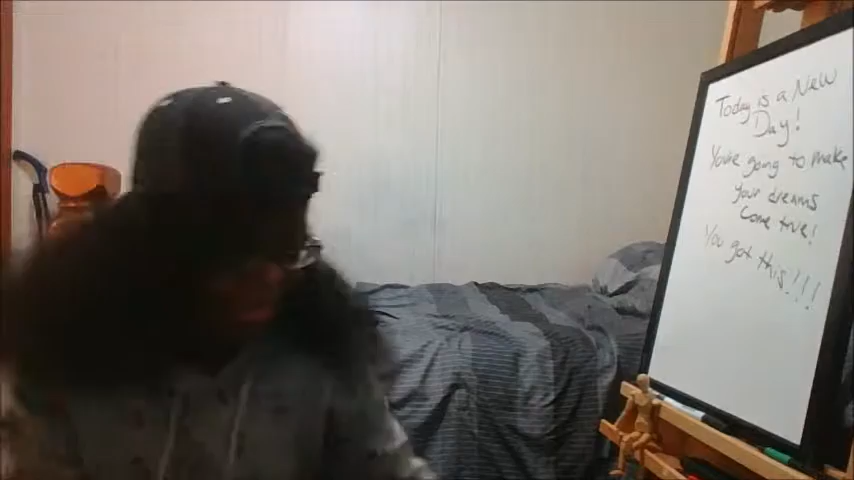 Today is a New
Day!
You're going to make
your dreams
come true!
You got this!!!